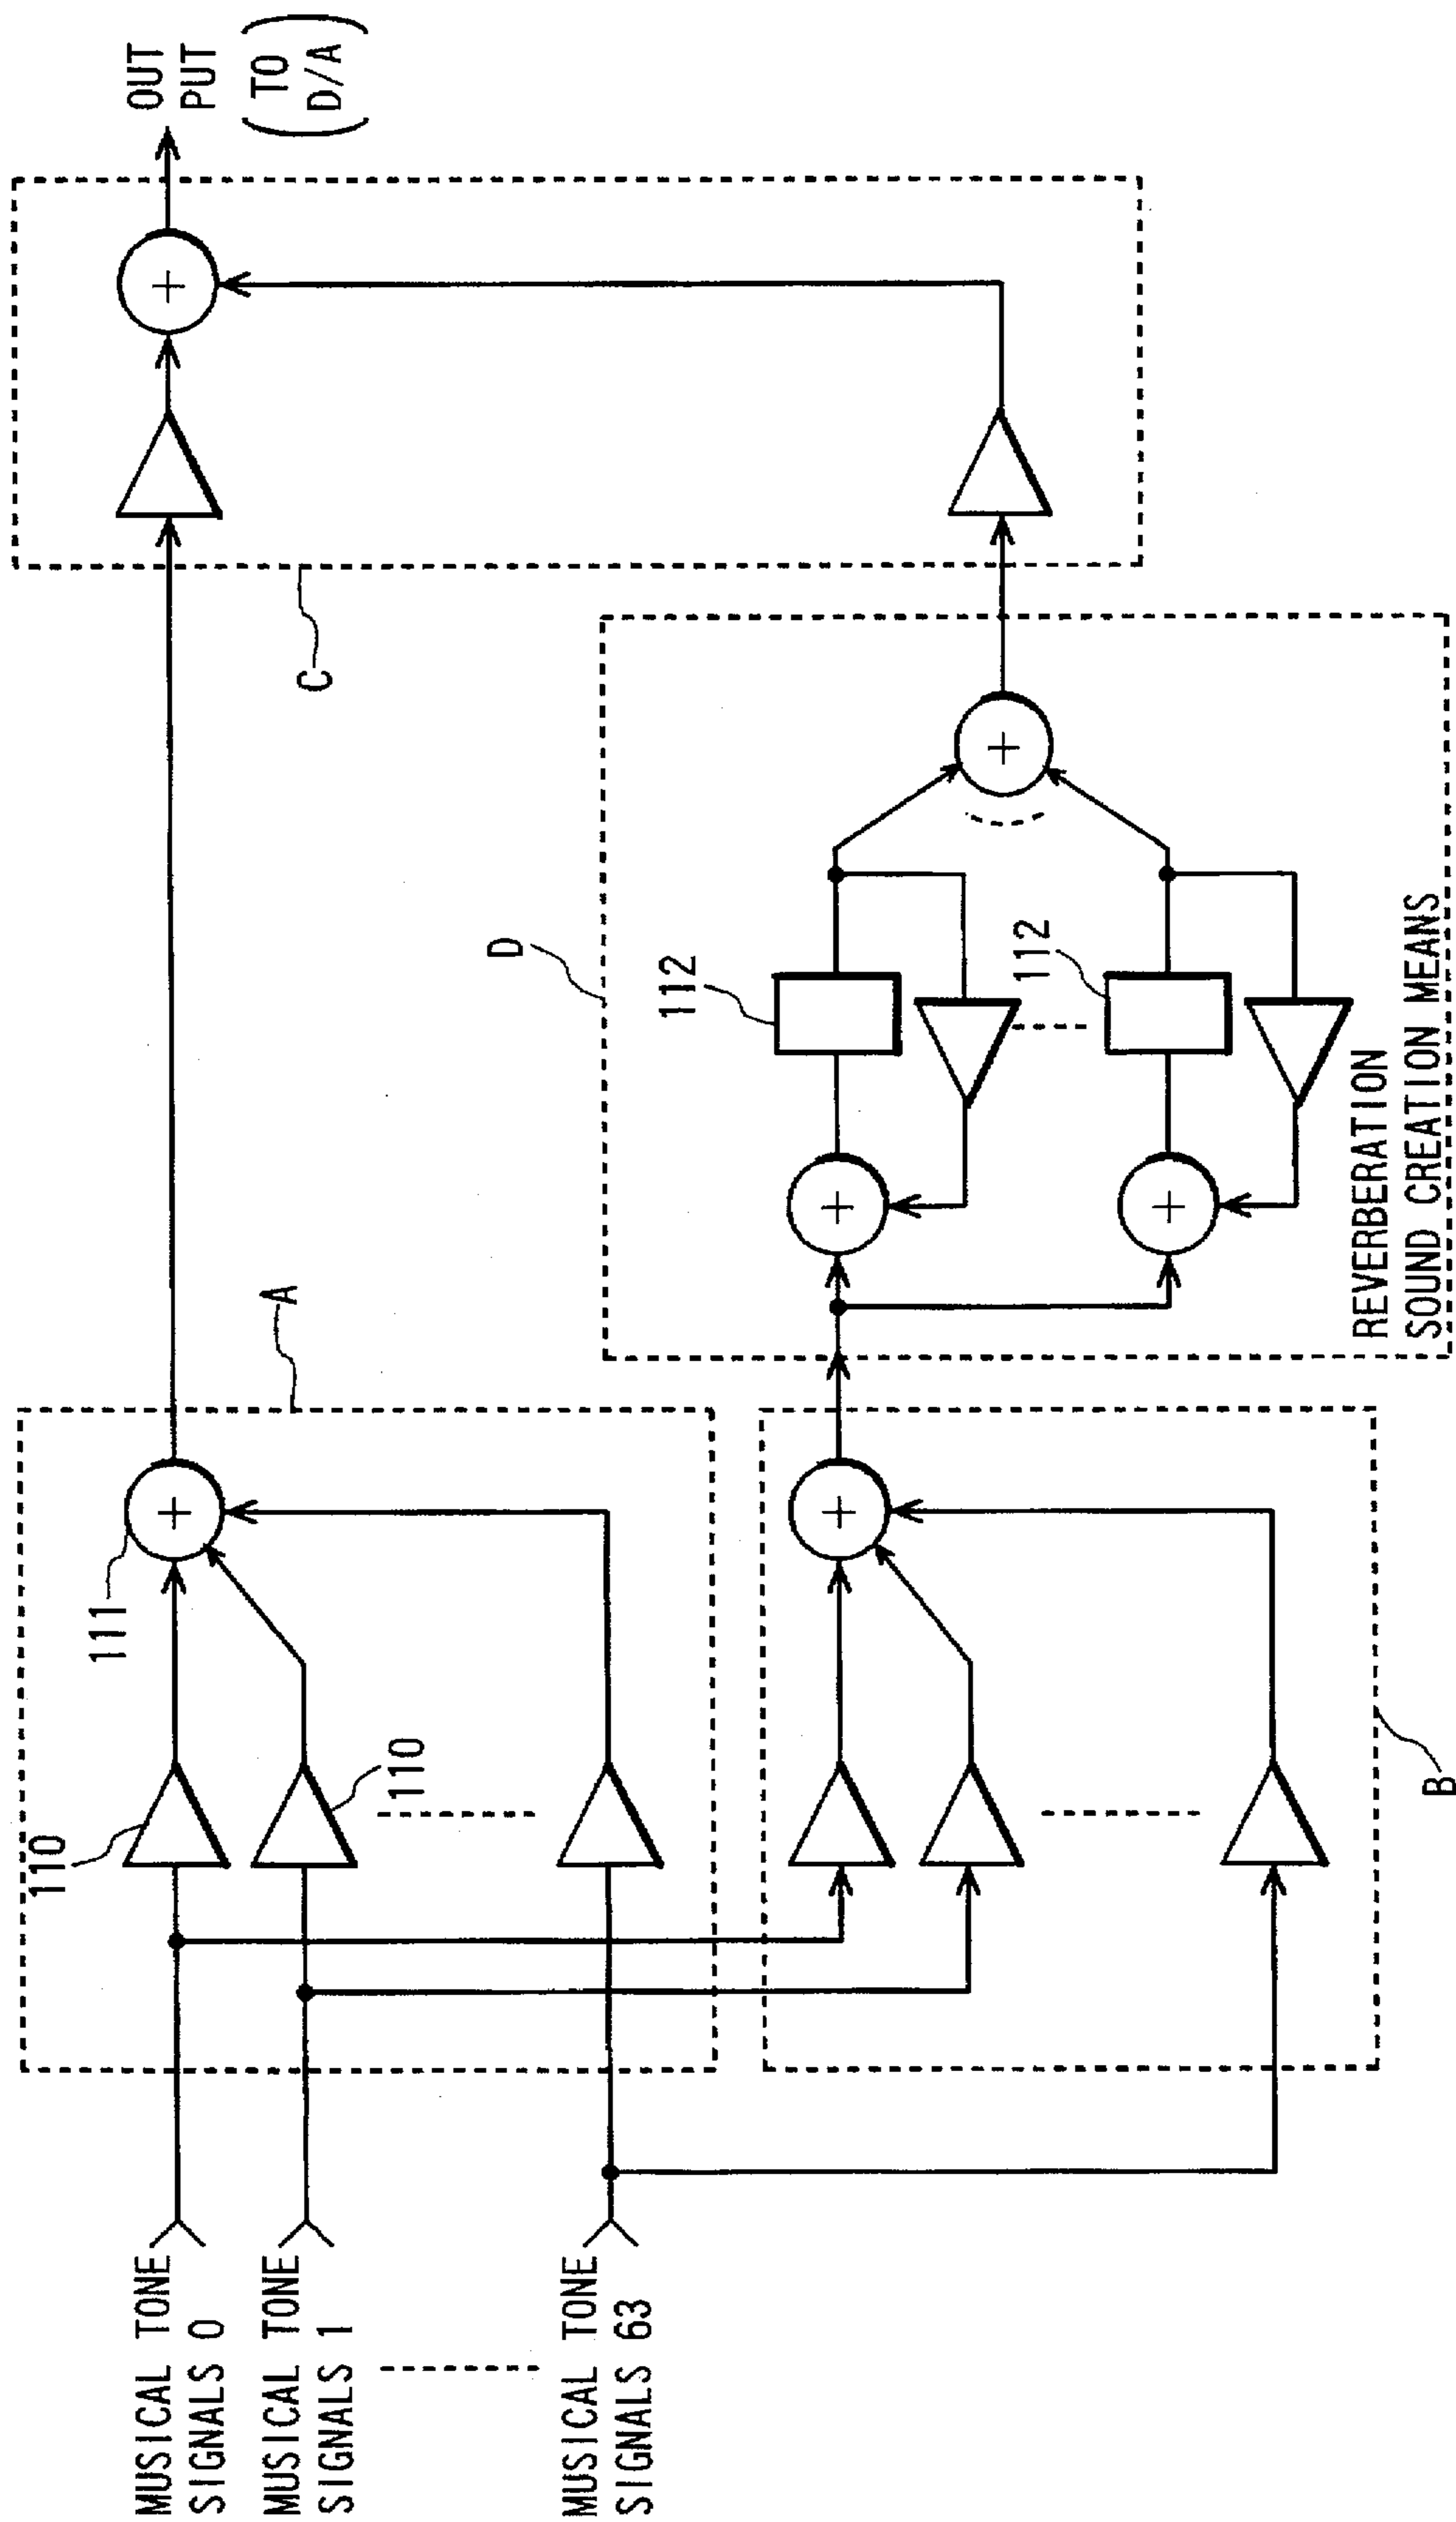 MUSICAL TONE
SIGNALS 0
MUSICAL TONE
SIGNALS 1
MUSICAL TONE
SIGNALS 63
110
110
111
A
B
C
D
112
112
REVERBERATION
SOUND CREATION MEANS
+
+
+
+
+
+
OUT
PUT
(TO
D/A)